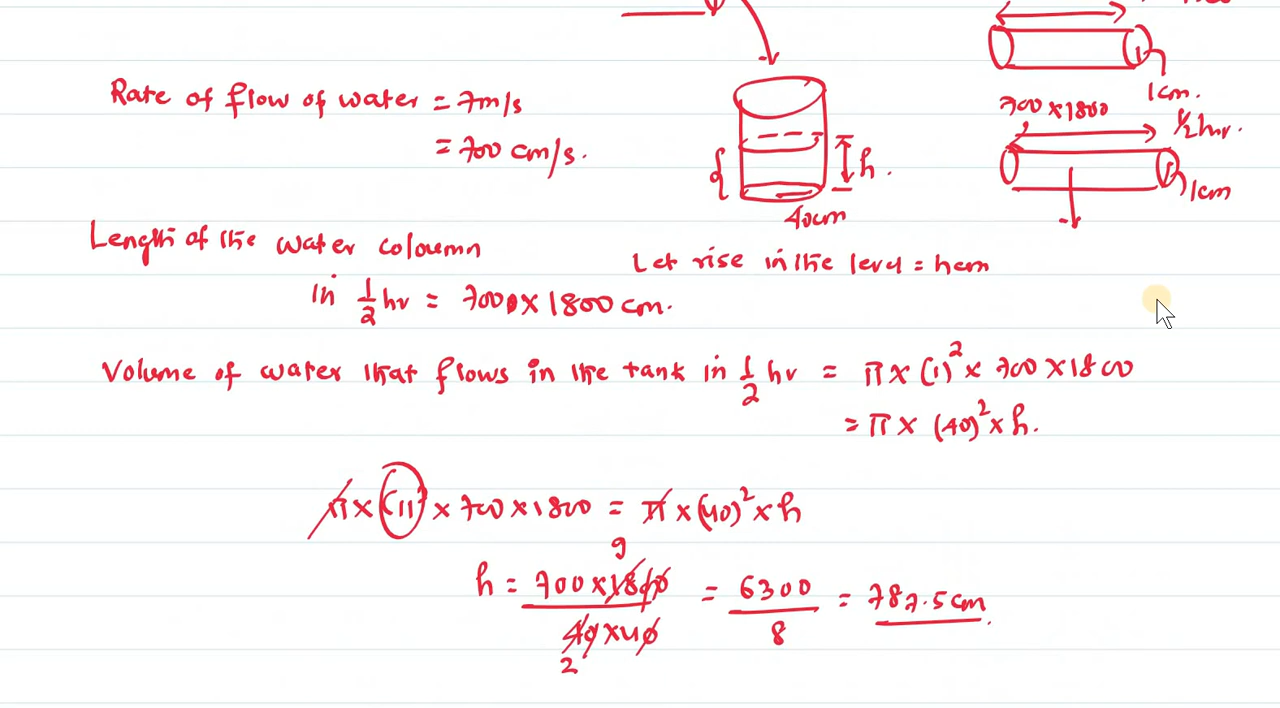 1cm.
Rate of flow of water = 7m/s
= 700 cm/s.
700 x 1800
1/2 hr.
h.
1cm
40cm
Length of the water coloumn
in 1/2 hr = 700 x 1800 cm.
Let rise in the level = h cm
Volume of water that flows in the tank in 1/2 hr = π x (1)² x 700 x 1800
= π x (40)² x h.
π x (1)² x 700 x 1800 = π x (40)² x h
9
h = 700 x 1800 / 40 x 40 = 6300 / 8 = 787.5 cm.
2